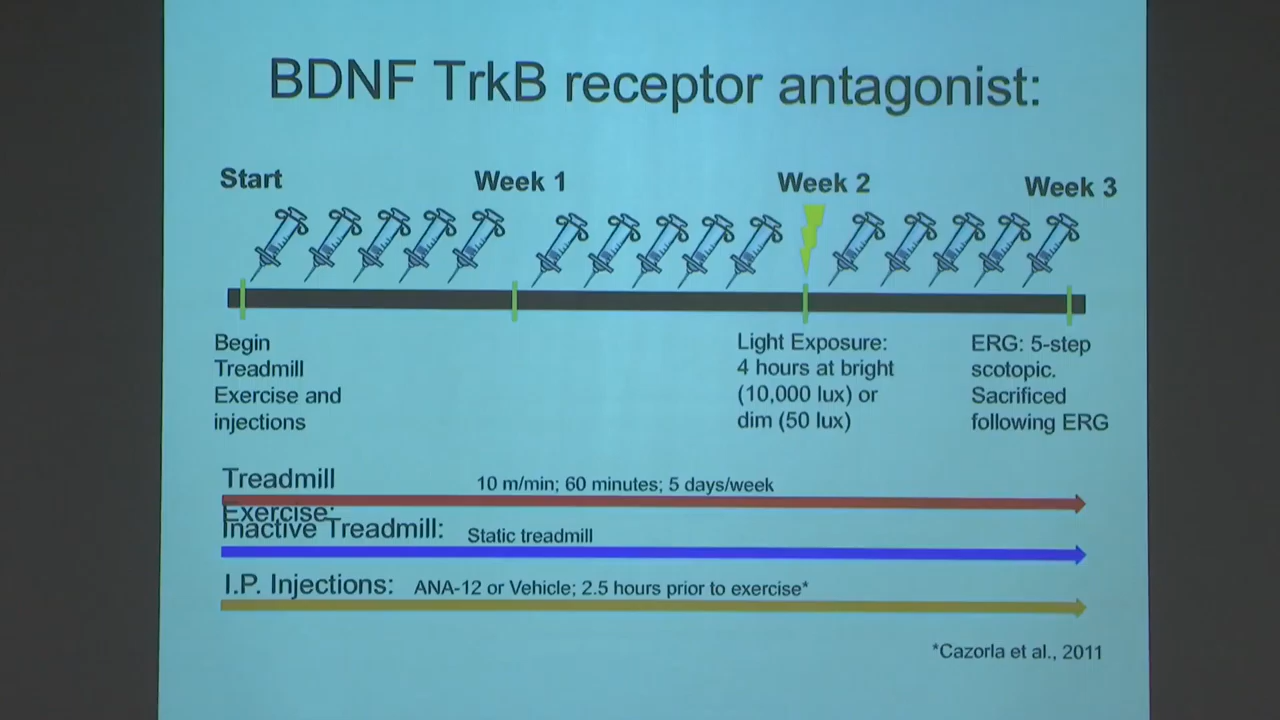 BDNF TrkB receptor antagonist:
Start
Week 1
Week 2
Week 3
Begin
Treadmill
Exercise and
injections
Light Exposure:
4 hours at bright
(10,000 lux) or
dim (50 lux)
ERG: 5-step
scotopic.
Sacrificed
following ERG
Treadmill
Exercise:
10 m/min; 60 minutes; 5 days/week
Inactive Treadmill:
Static treadmill
I.P. Injections:
ANA-12 or Vehicle; 2.5 hours prior to exercise*
*Cazorla et al., 2011